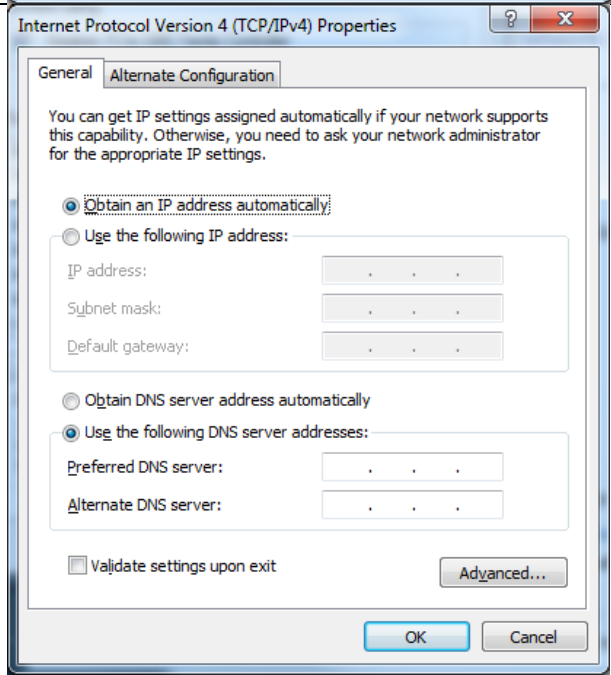 Internet Protocol Version 4 (TCP/IPv4) Properties
General
Alternate Configuration
You can get IP settings assigned automatically if your network supports
this capability. Otherwise, you need to ask your network administrator
for the appropriate IP settings.
Obtain an IP address automatically
Use the following IP address:
IP address: . . .
Subnet mask: . . .
Default gateway: . . .
Obtain DNS server address automatically
Use the following DNS server addresses:
Preferred DNS server: . . .
Alternate DNS server: . . .
Validate settings upon exit
Advanced...
OK
Cancel